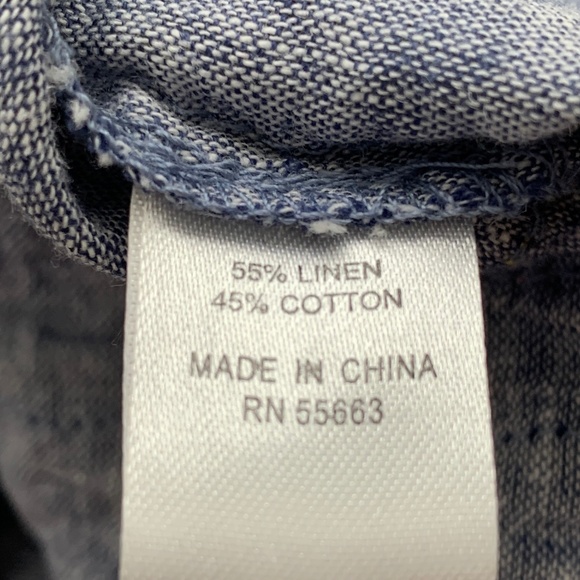 55% LINEN
45% COTTON
MADE IN CHINA
RN 55663